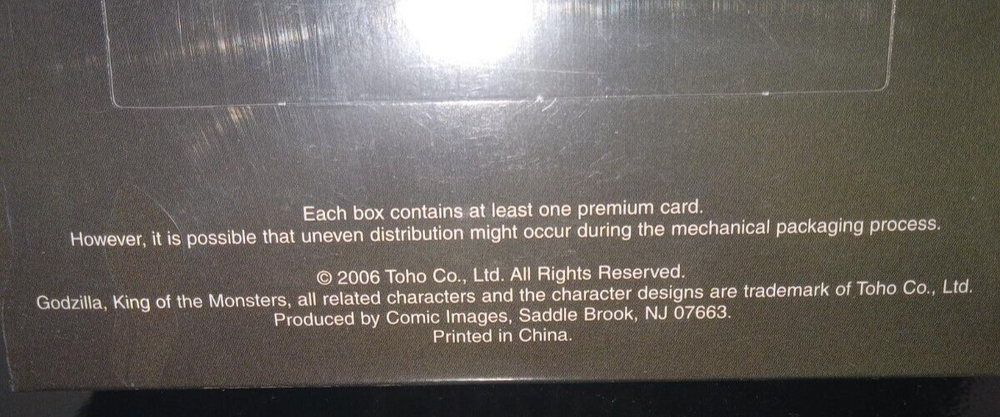 Each box contains at least one premium card.
However, it is possible that uneven distribution might occur during the mechanical packaging process.
© 2006 Toho Co., Ltd. All Rights Reserved.
Godzilla, King of the Monsters, all related characters and the character designs are trademark of Toho Co., Ltd.
Produced by Comic Images, Saddle Brook, NJ 07663.
Printed in China.